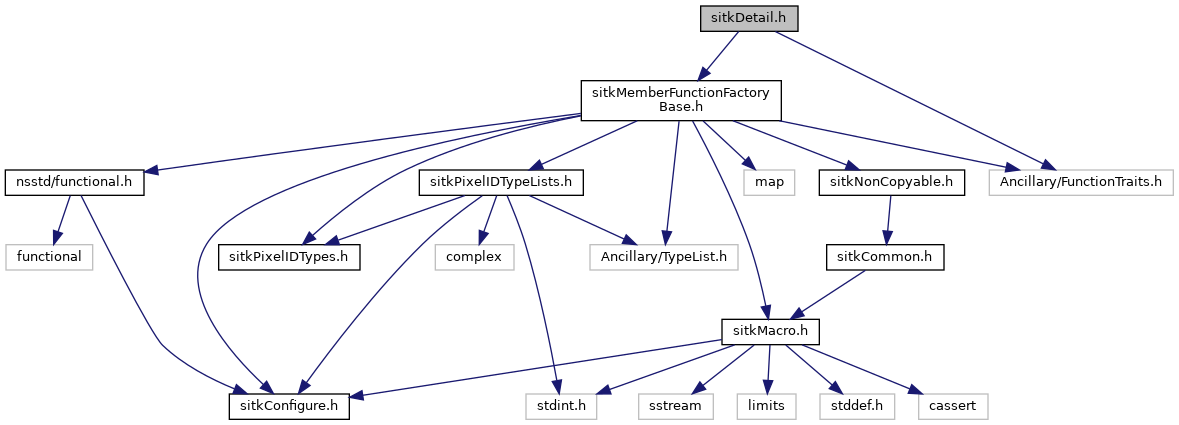 sitkDetail.h
sitkMemberFunctionFactory
Base.h
nsstd/functional.h
sitkPixelIDTypeLists.h
map
sitkNonCopyable.h
Ancillary/FunctionTraits.h
functional
sitkPixelIDTypes.h
complex
Ancillary/TypeList.h
sitkCommon.h
sitkMacro.h
sitkConfigure.h
stdint.h
sstream
limits
stddef.h
cassert